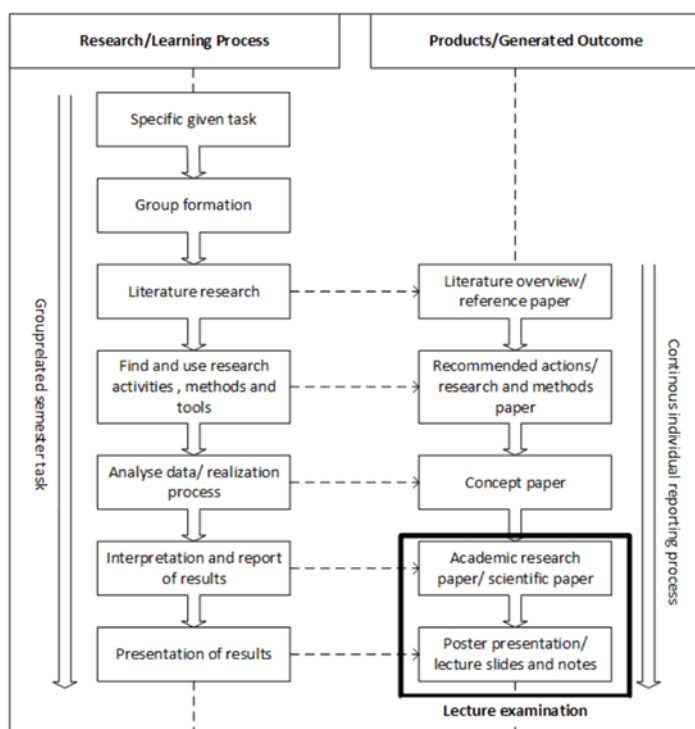 Research/Learning Process
Products/Generated Outcome
Specific given task
Group formation
Literature research
Literature overview/
reference paper
Find and use research
activities , methods and
tools
Recommended actions/
research and methods
paper
Analyse data/ realization
process
Concept paper
Interpretation and report
of results
Academic research
paper/ scientific paper
Presentation of results
Poster presentation/
lecture slides and notes
Lecture examination
Grouprelated semester task
Continous individual reporting process